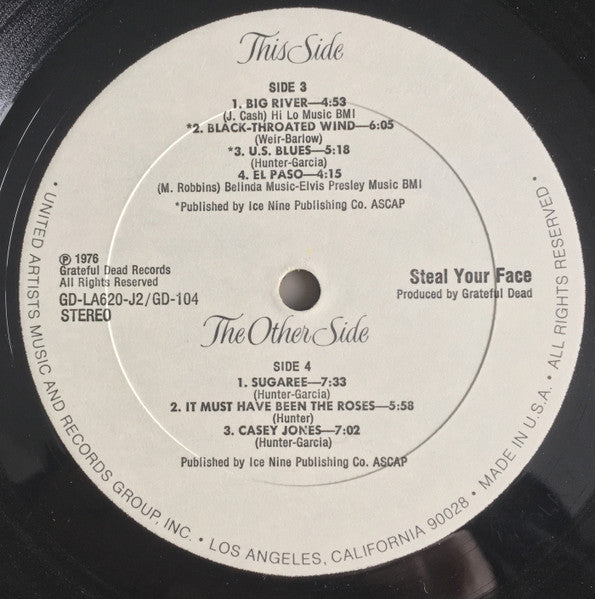 This Side
SIDE 3
1. BIG RIVER—4:53
(J. Cash) Hi Lo Music BMI
*2. BLACK-THROATED WIND—6:05
(Weir-Barlow)
*3. U.S. BLUES—5:18
(Hunter-Garcia)
4. EL PASO—4:15
(M. Robbins) Belinda Music-Elvis Presley Music BMI
*Published by Ice Nine Publishing Co. ASCAP
℗ 1976
Grateful Dead Records
All Rights Reserved
GD-LA620-J2/GD-104
STEREO
Steal Your Face
Produced by Grateful Dead
The Other Side
SIDE 4
1. SUGAREE—7:33
(Hunter-Garcia)
2. IT MUST HAVE BEEN THE ROSES—5:58
(Hunter)
3. CASEY JONES—7:02
(Hunter-Garcia)
Published by Ice Nine Publishing Co. ASCAP
• UNITED ARTISTS MUSIC AND RECORDS GROUP, INC. • LOS ANGELES, CALIFORNIA 90028 • MADE IN U.S.A. • ALL RIGHTS RESERVED •